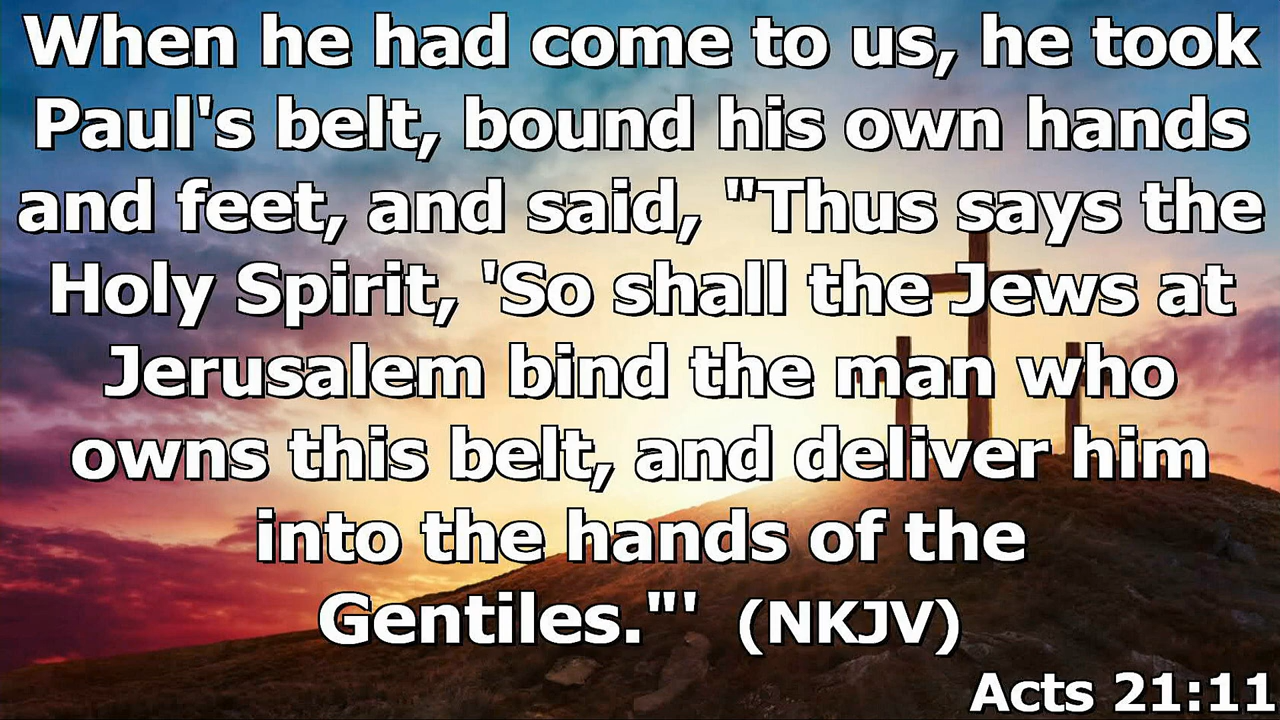 When he had come to us, he took
Paul's belt, bound his own hands
and feet, and said, "Thus says the
Holy Spirit, 'So shall the Jews at
Jerusalem bind the man who
owns this belt, and deliver him
into the hands of the
Gentiles."' (NKJV)
Acts 21:11